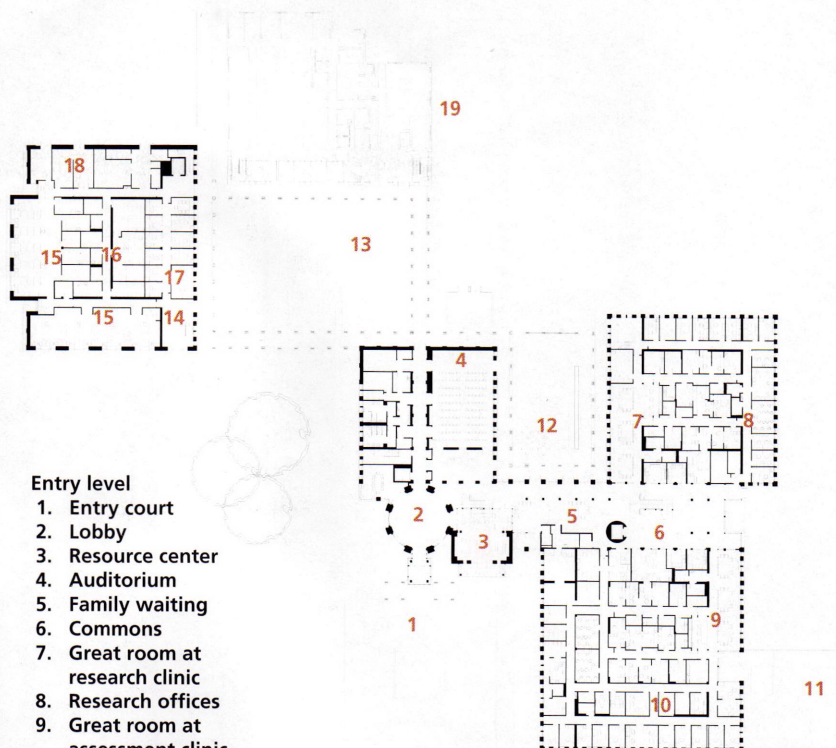 19
18
13
15
16
17
15
14
4
12
7
8
2
3
5
6
1
9
10
11
Entry level
1. Entry court
2. Lobby
3. Resource center
4. Auditorium
5. Family waiting
6. Commons
7. Great room at
research clinic
8. Research offices
9. Great room at
assessment clinic